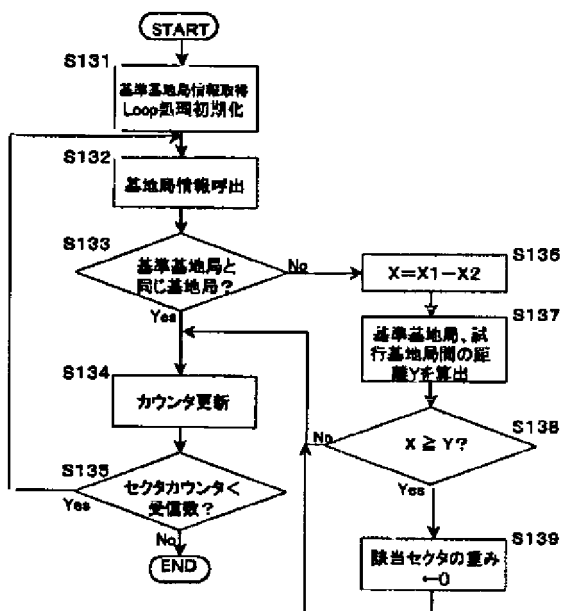 START
S131
基準基地局情報取得
Loop処理初期化
S132
基地局情報呼出
S133
基準基地局と
同じ基地局？
No
Yes
S134
カウンタ更新
S135
セクタカウンタ<
受信数？
Yes
No
END
S136
X=X1-X2
S137
基準基地局、試
行基地局間の距
離Yを算出
S138
X ≧ Y?
No
Yes
S139
該当セクタの重み
←0